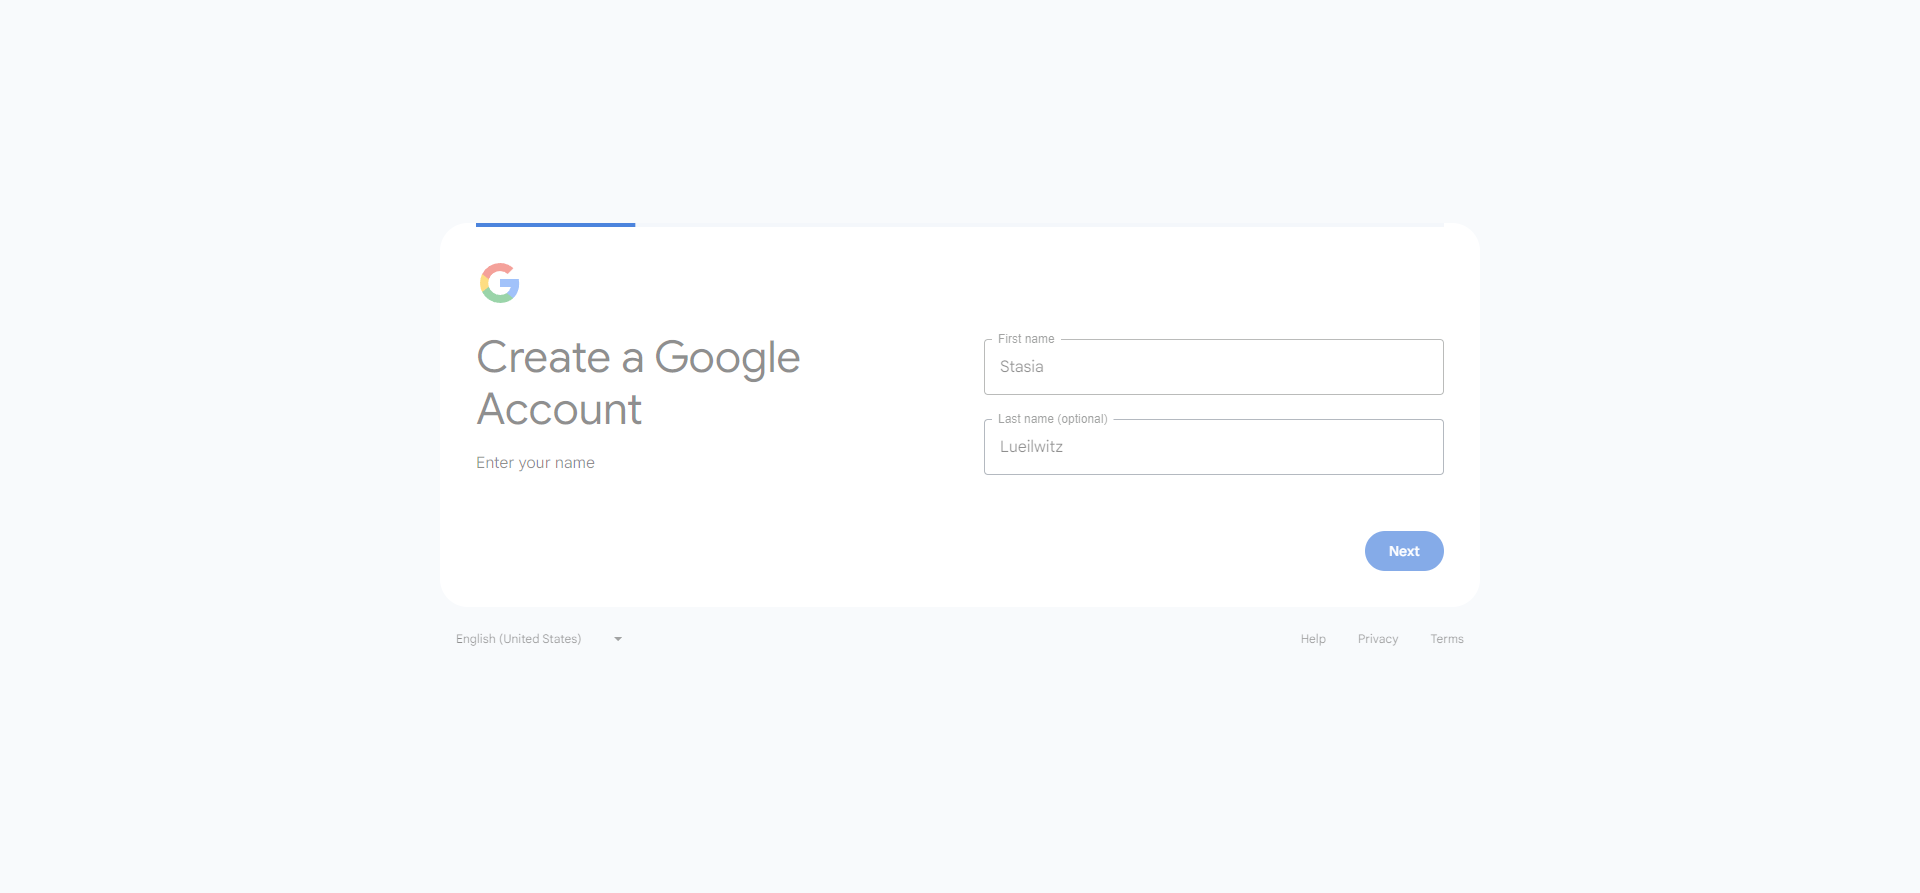 Create a Google
Account
Enter your name
First name
Stasia
Last name (optional)
Lueilwitz
Next
English (United States)
Help
Privacy
Terms